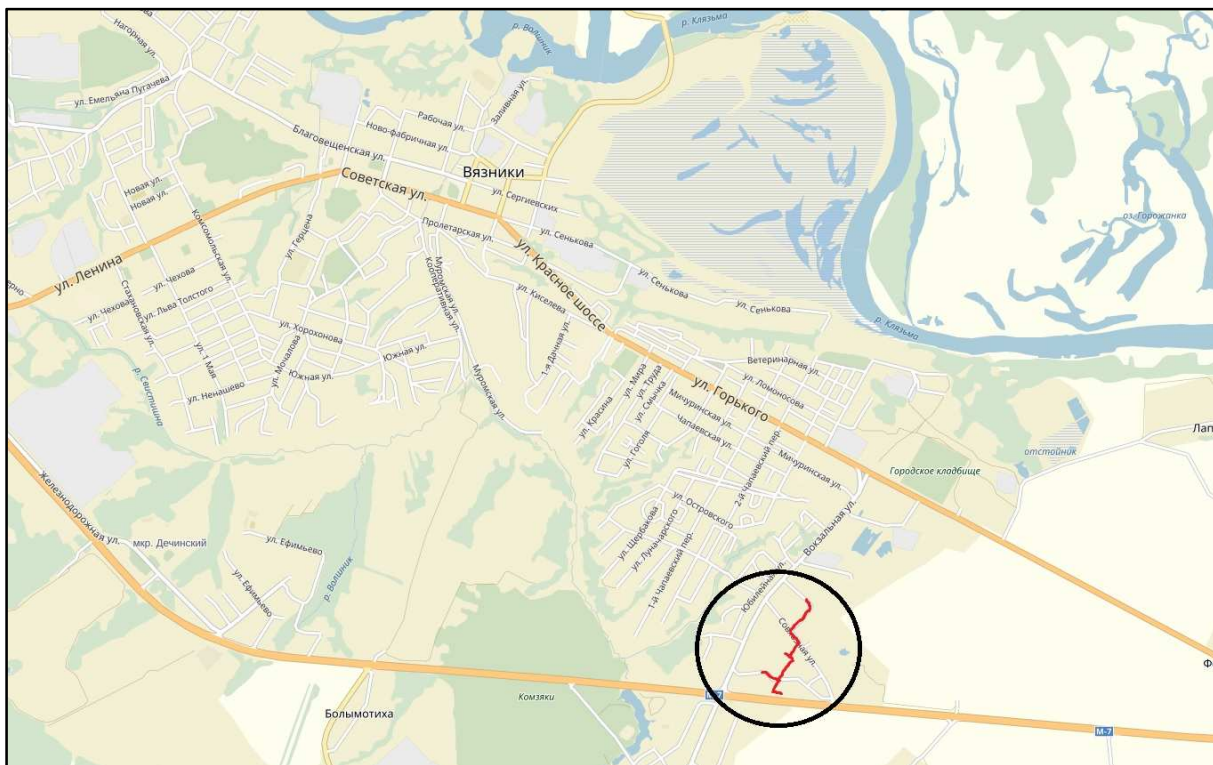 р. Клязьма
Нагорная ул.
р. Волшник
ул. Емельяна Пугачева
Заливная ул.
Рабочая ул.
Ново-фабричная ул.
Благовещенская ул.
Вязники
Советская ул.
ул. Сергиевских
Новая ул.
Новая ул.
Комсомольская ул.
ул. Герцена
Пролетарская ул.
ул. Сенькова
оз. Горожанка
ул. Красное шоссе
ул. Ленина
ул. Чехова
Муромская ул.
Кооперативная ул.
ул. Сенькова
ул. Киселева
ул. Сенькова
ул. Чехова
ул. Льва Толстого
р. Клязьма
ул. Хорохонова
1-я Дачная ул.
ул. 1 Мая
ул. Мочалова
Южная ул.
Ветеринарная ул.
р. Свистишна
Южная ул.
ул. Мира
ул. Труда
ул. Горького
ул. Ломоносова
ул. Ненашево
Муромская ул.
ул. Смычка
Мичуринская ул.
ул. Красина
Чапаевская ул.
Лап
ул. Гоголя
2-й Чапаевский пер.
Мичуринская ул.
отстойник
Городское кладбище
Железнодорожная ул.
ул. Островского
ул. Щербакова
Вокзальная ул.
мкр. Дечинский
ул. Ефимьево
ул. Луначарского
1-й Чапаевский пер.
р. Волшник
ул. Ефимьево
Юбилейная ул.
Ф
Комзяки
Болымотиха
М-7